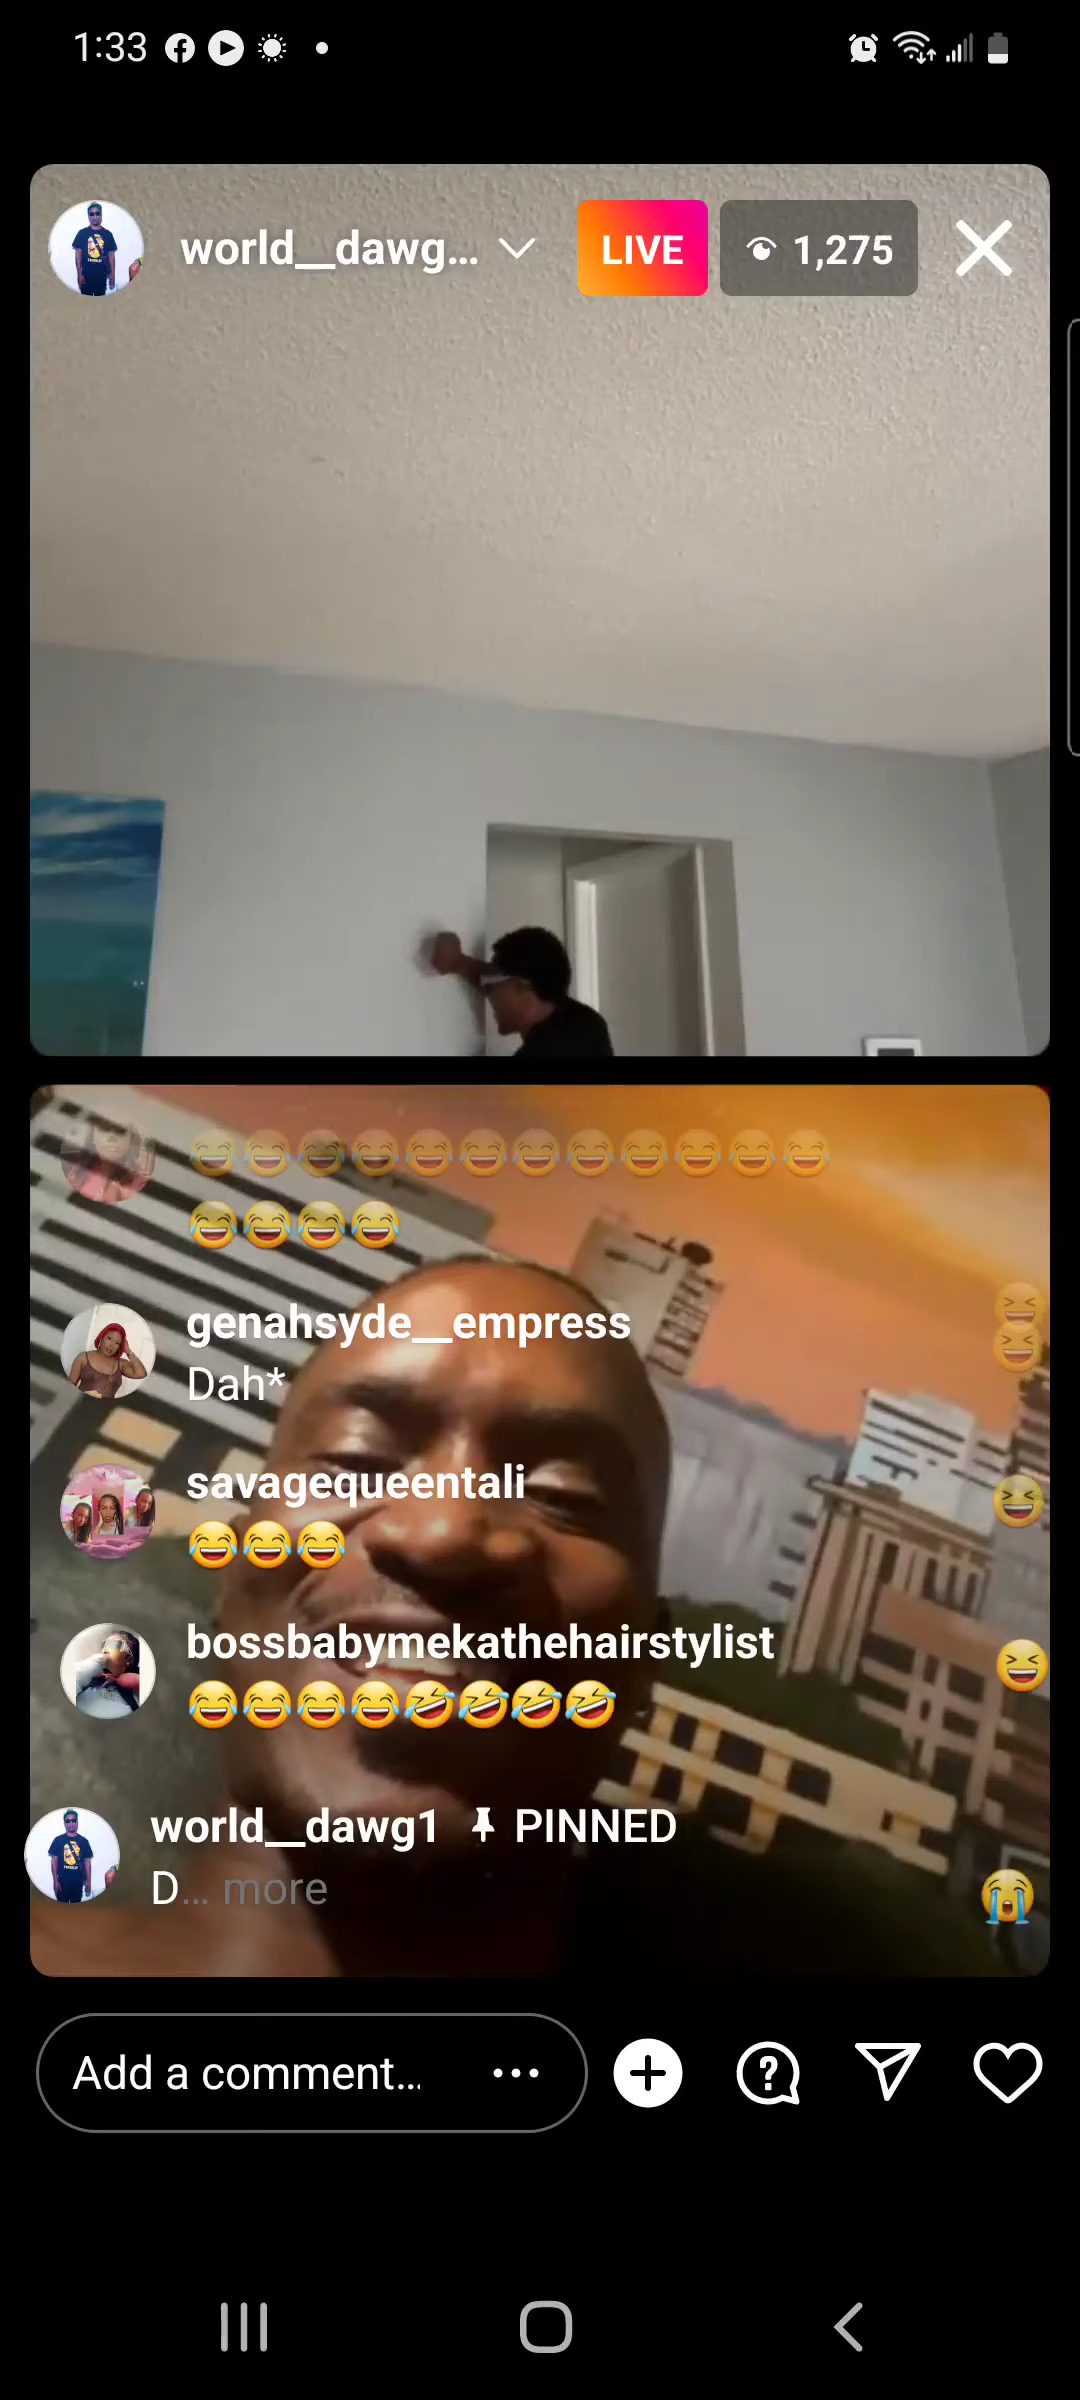 1:33
world__dawg...
LIVE
1,275
😂😂😂😂😂😂😂😂😂😂😂😂
😂😂😂😂
genahsyde__empress
Dah*
savagequeentali
😂😂😂
bossbabymekathehairstylist
😂😂😂😂🤣🤣🤣🤣
world__dawg1 📌 PINNED
D... more
Add a comment...